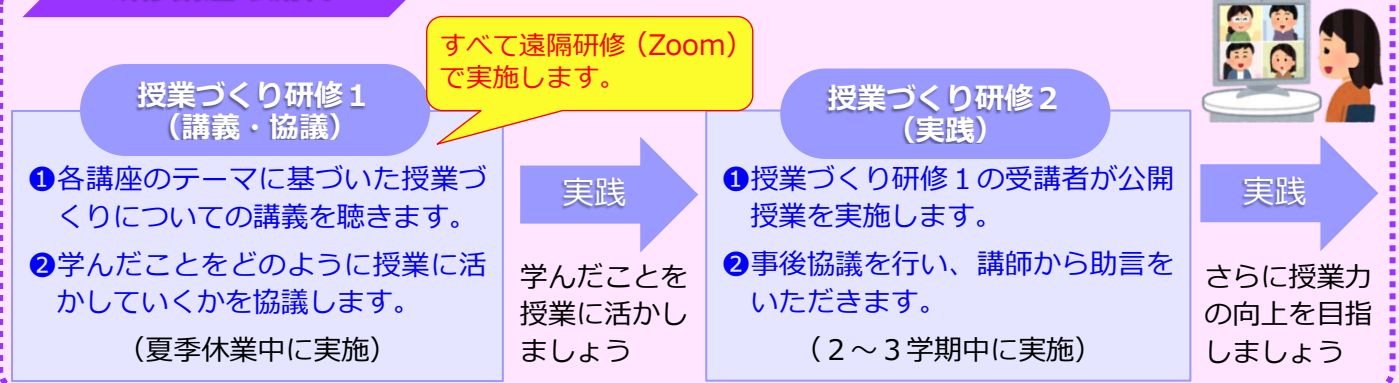 すべて遠隔研修（Zoom）
で実施します。
授業づくり研修１
（講義・協議）
❶各講座のテーマに基づいた授業づ
くりについての講義を聴きます。
❷学んだことをどのように授業に活
かしていくかを協議します。
（夏季休業中に実施）
実践
学んだことを
授業に活かし
ましょう
授業づくり研修２
（実践）
❶授業づくり研修１の受講者が公開
授業を実施します。
❷事後協議を行い、講師から助言を
いただきます。
（２～３学期中に実施）
実践
さらに授業力
の向上を目指
しましょう